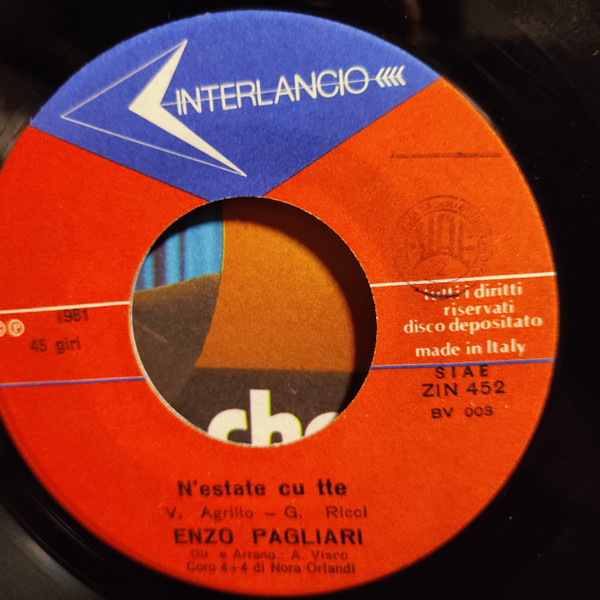 INTERLANCIO
© ℗ 1981
45 giri
tutti i diritti
riservati
disco depositato
made in Italy
SIAE
ZIN 452
BV 003
N'estate cu tte
V. Agrillo - G. Ricci
ENZO PAGLIARI
Dir. e Arrang.: A. Visco
Coro 4+4 di Nora Orlandi